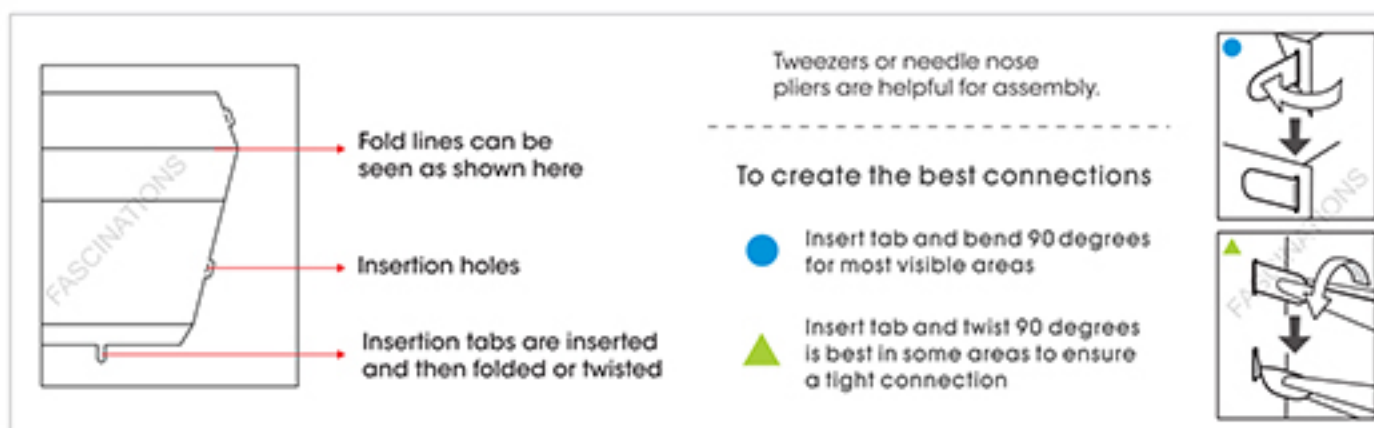 Fold lines can be
seen as shown here
Insertion holes
Insertion tabs are inserted
and then folded or twisted
FASCINATIONS
Tweezers or needle nose
pliers are helpful for assembly.
To create the best connections
Insert tab and bend 90 degrees
for most visible areas
Insert tab and twist 90 degrees
is best in some areas to ensure
a tight connection
FASCINATIONS